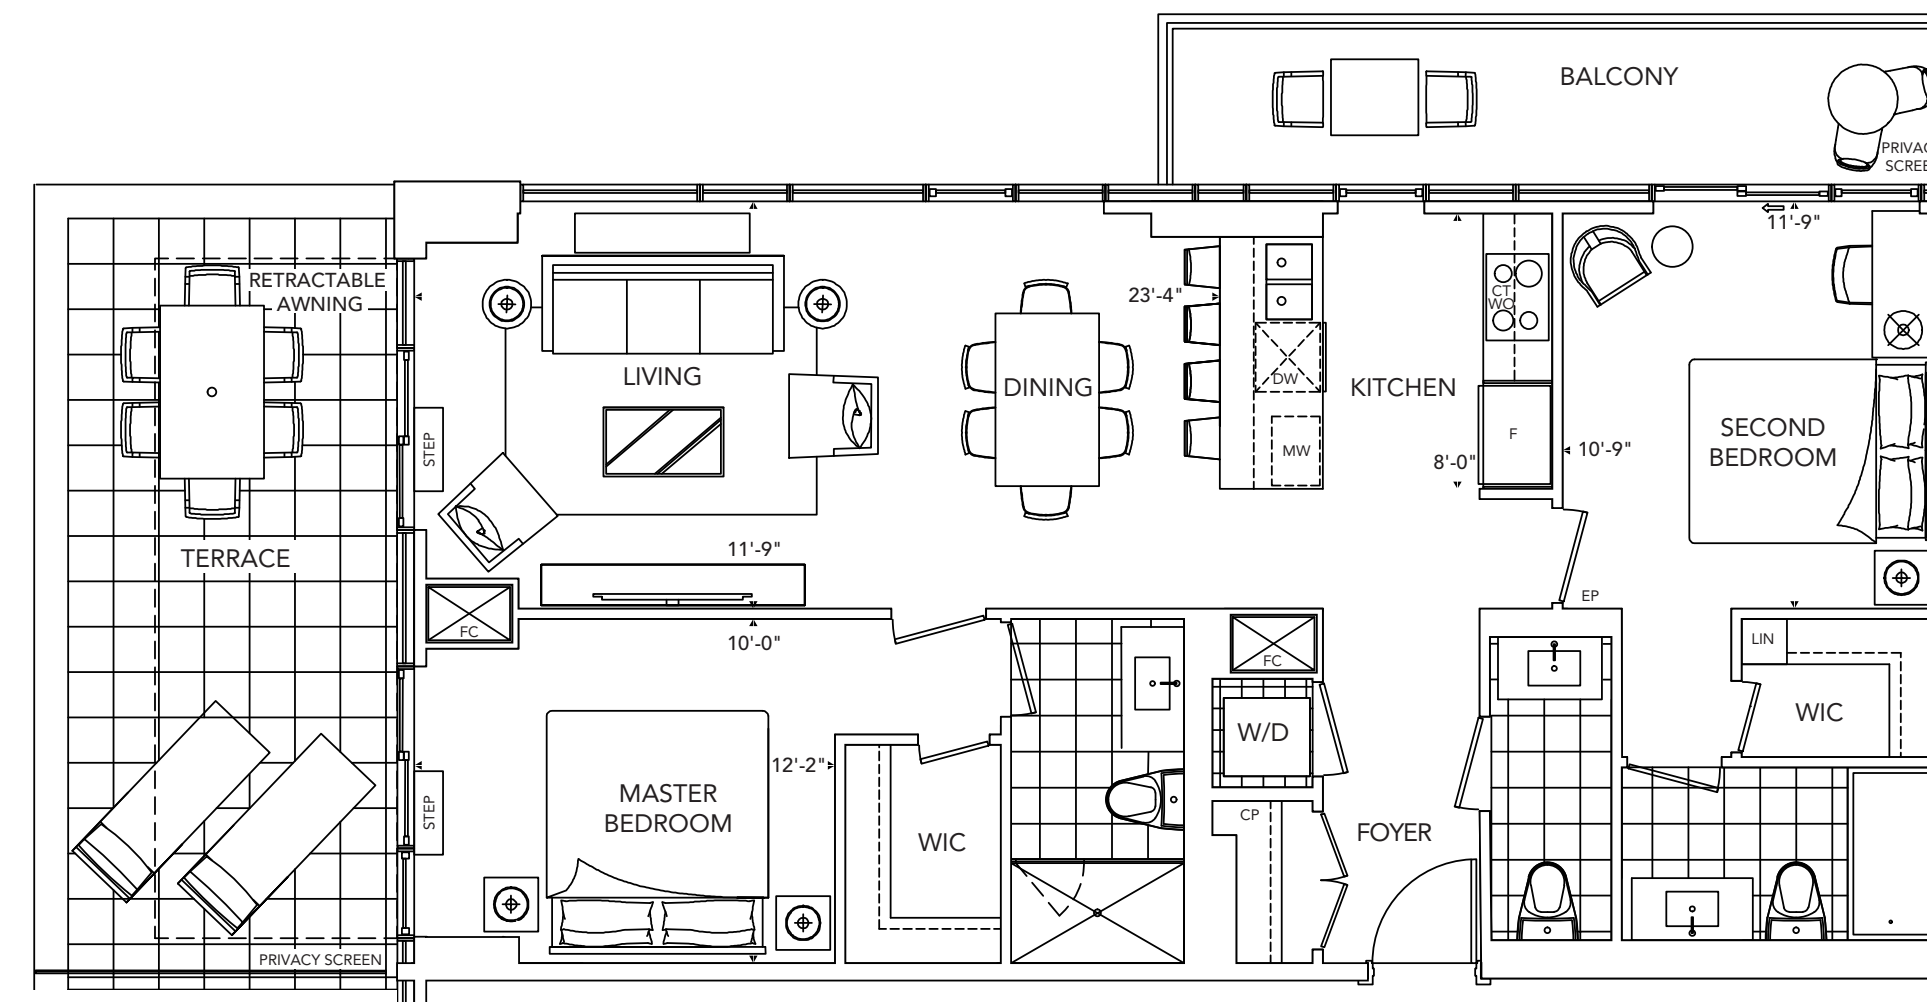 BALCONY
PRIVAC
SCREE
11'-9"
RETRACTABLE
AWNING
23'-4"
CT
WO
LIVING
DINING
DW
KITCHEN
STEP
SECOND
BEDROOM
F
MW
8'-0"
10'-9"
TERRACE
11'-9"
EP
FC
10'-0"
FC
LIN
WIC
W/D
12'-2"
MASTER
BEDROOM
STEP
CP
FOYER
WIC
PRIVACY SCREEN